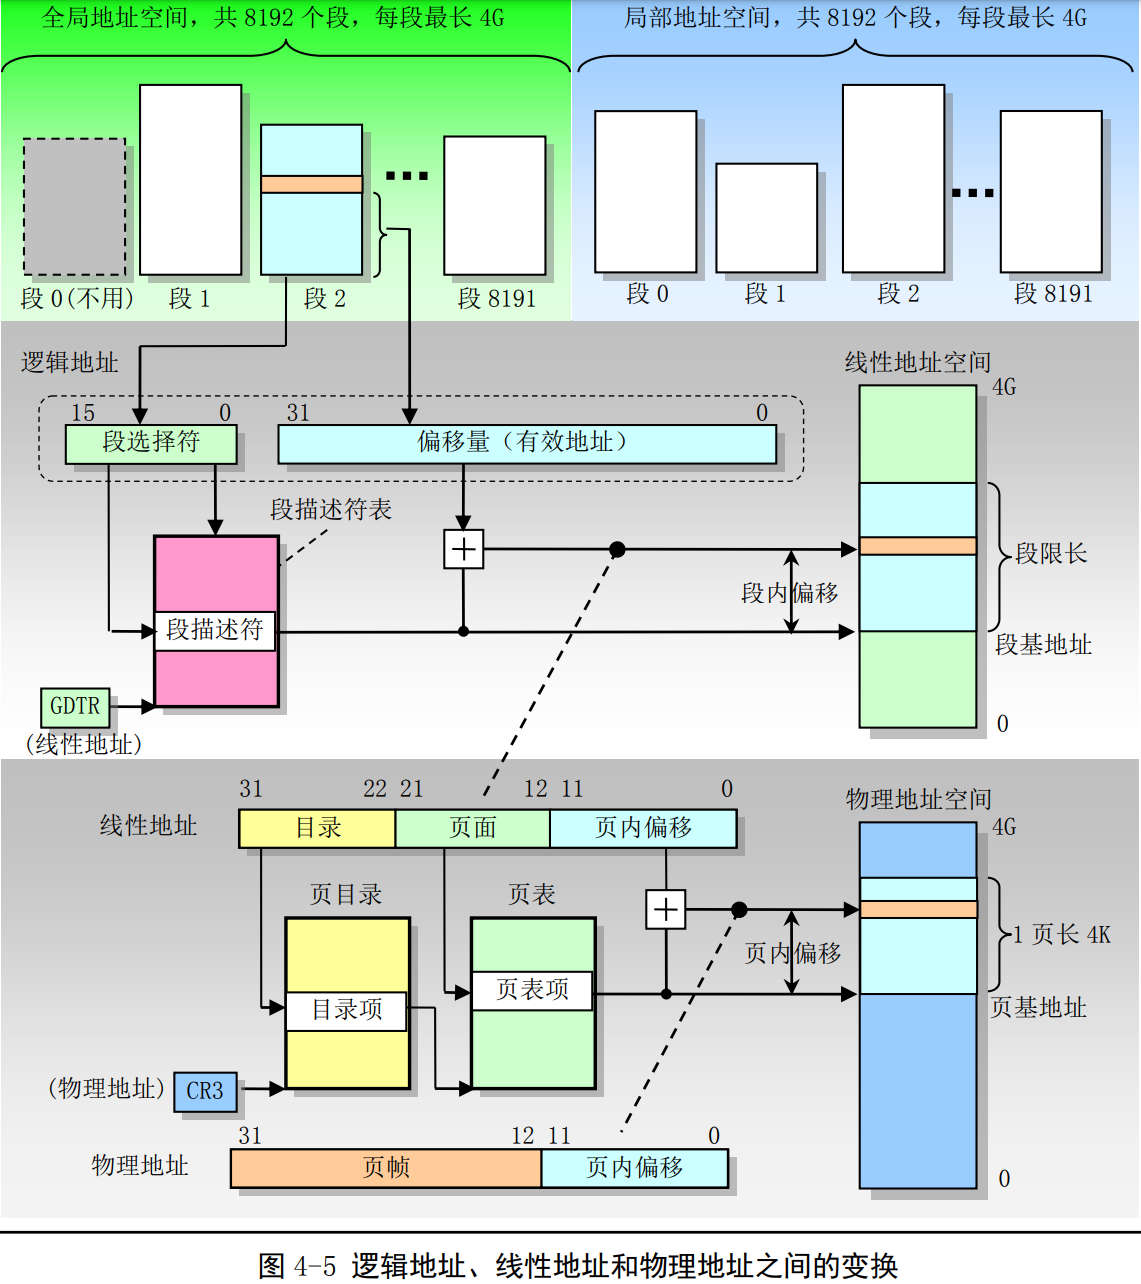 全局地址空间，共 8192 个段，每段最长 4G
局部地址空间，共 8192 个段，每段最长 4G
段 0(不用)
段 1
段 2
段 8191
段 0
段 1
段 2
段 8191
逻辑地址
线性地址空间
4G
15
0
31
0
段选择符
偏移量（有效地址）
段描述符表
段限长
段内偏移
段描述符
段基地址
GDTR
(线性地址)
0
31
22
21
12
11
0
物理地址空间
4G
线性地址
目录
页面
页内偏移
页目录
页表
1 页长 4K
页内偏移
页表项
目录项
页基地址
(物理地址)
CR3
31
12
11
0
物理地址
页帧
页内偏移
0
图 4-5 逻辑地址、线性地址和物理地址之间的变换